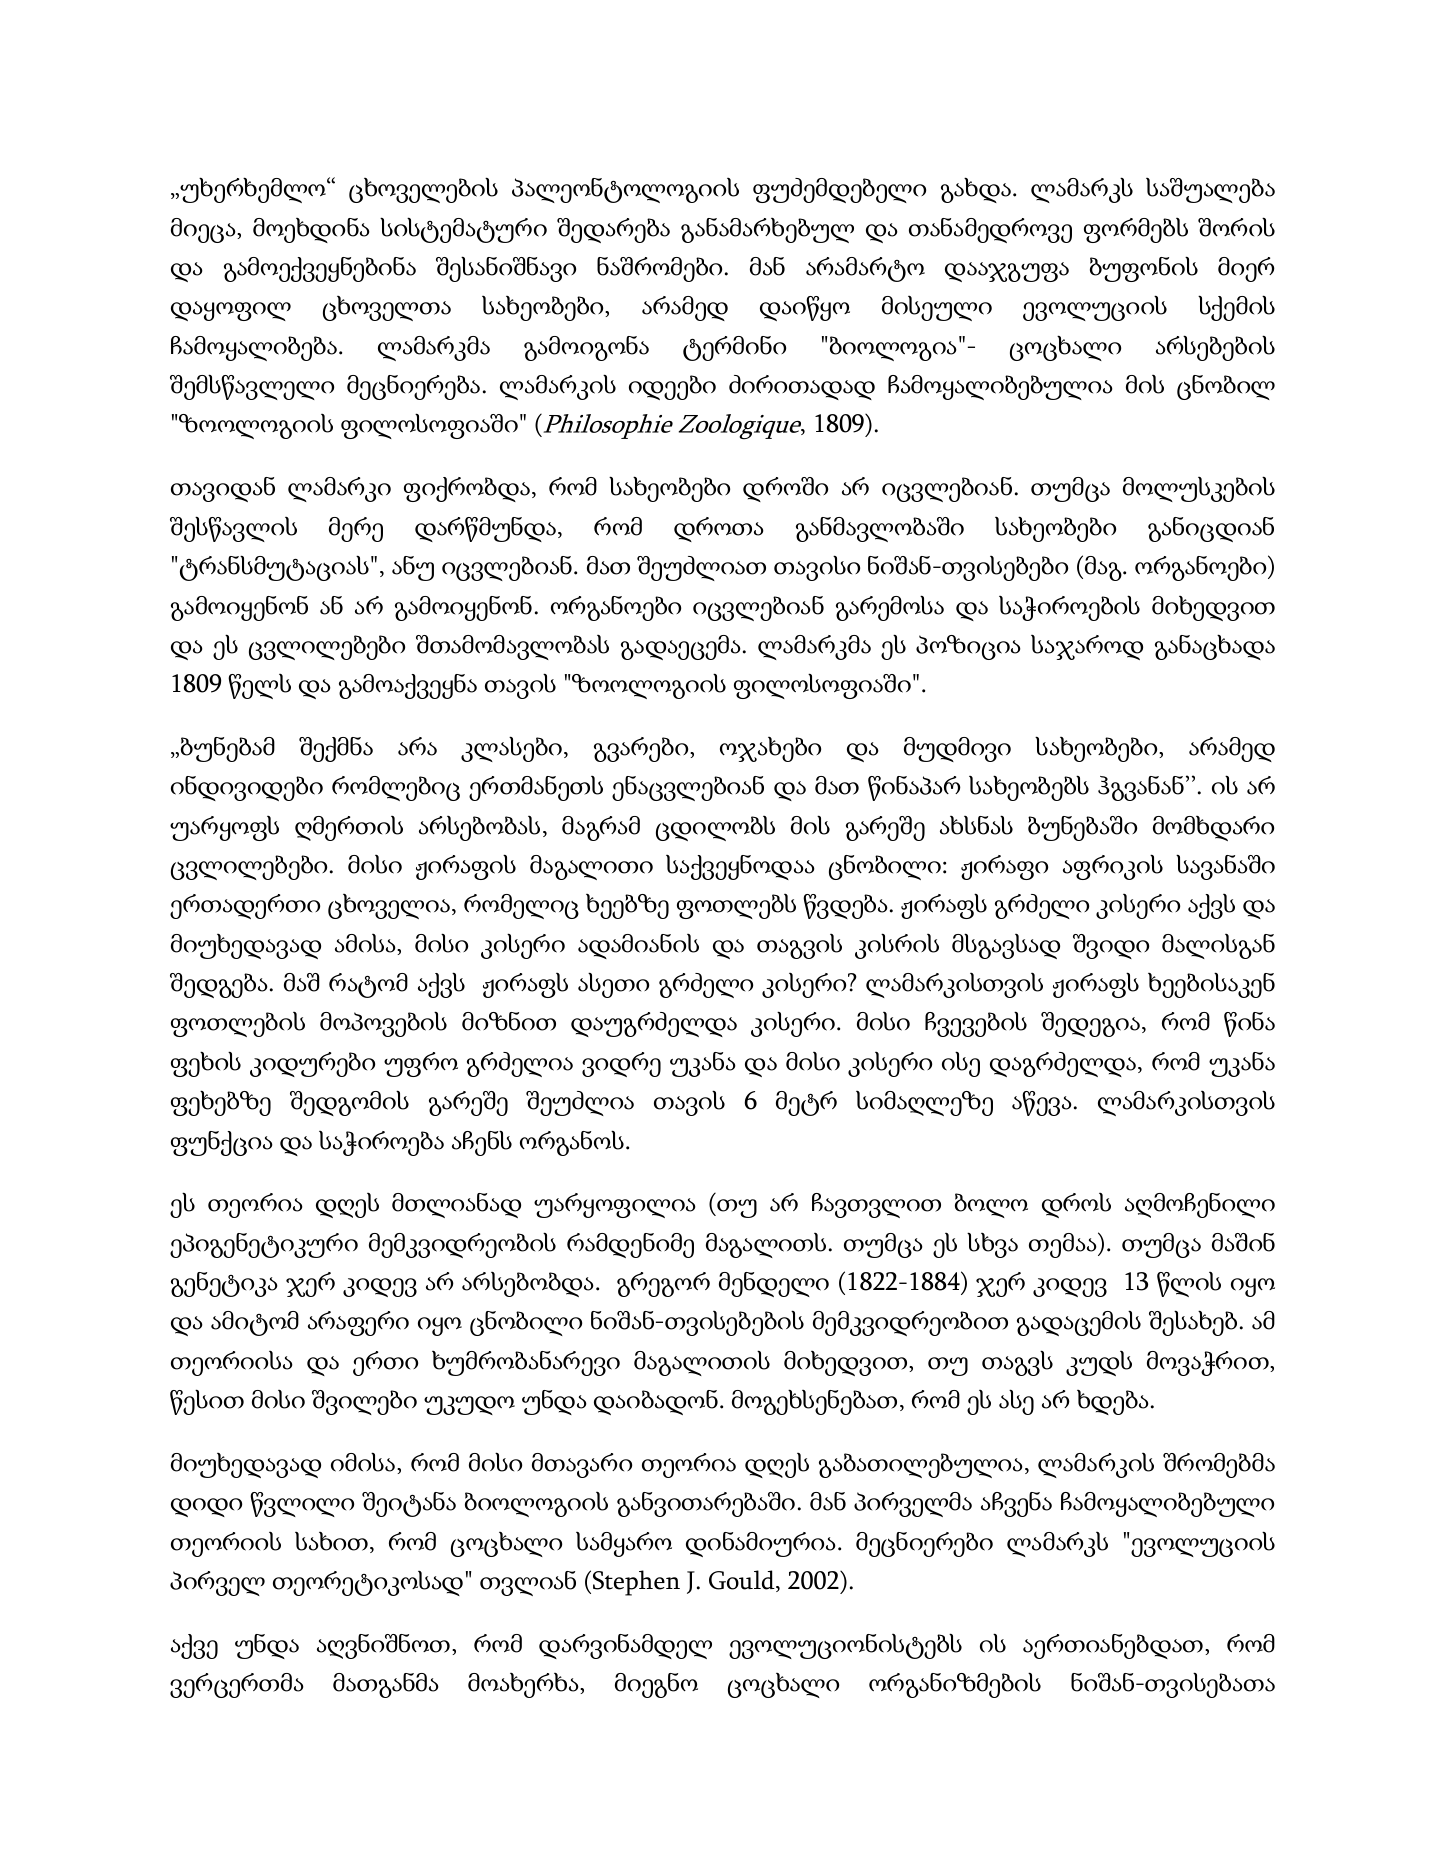 „უხერხემლო“ ცხოველების პალეონტოლოგიის ფუძემდებელი გახდა. ლამარკს საშუალება
მიეცა, მოეხდინა სისტემატური შედარება განამარხებულ და თანამედროვე ფორმებს შორის
და გამოექვეყნებინა შესანიშნავი ნაშრომები. მან არამარტო დააჯგუფა ბუფონის მიერ
დაყოფილ ცხოველთა სახეობები, არამედ დაიწყო მისეული ევოლუციის სქემის
ჩამოყალიბება. ლამარკმა გამოიგონა ტერმინი "ბიოლოგია"- ცოცხალი არსებების
შემსწავლელი მეცნიერება. ლამარკის იდეები ძირითადად ჩამოყალიბებულია მის ცნობილ
"ზოოლოგიის ფილოსოფიაში" (Philosophie Zoologique, 1809).
თავიდან ლამარკი ფიქრობდა, რომ სახეობები დროში არ იცვლებიან. თუმცა მოლუსკების
შესწავლის მერე დარწმუნდა, რომ დროთა განმავლობაში სახეობები განიცდიან
"ტრანსმუტაციას", ანუ იცვლებიან. მათ შეუძლიათ თავისი ნიშან-თვისებები (მაგ. ორგანოები)
გამოიყენონ ან არ გამოიყენონ. ორგანოები იცვლებიან გარემოსა და საჭიროების მიხედვით
და ეს ცვლილებები შთამომავლობას გადაეცემა. ლამარკმა ეს პოზიცია საჯაროდ განაცხადა
1809 წელს და გამოაქვეყნა თავის "ზოოლოგიის ფილოსოფიაში".
„ბუნებამ შექმნა არა კლასები, გვარები, ოჯახები და მუდმივი სახეობები, არამედ
ინდივიდები რომლებიც ერთმანეთს ენაცვლებიან და მათ წინაპარ სახეობებს ჰგვანან’’. ის არ
უარყოფს ღმერთის არსებობას, მაგრამ ცდილობს მის გარეშე ახსნას ბუნებაში მომხდარი
ცვლილებები. მისი ჟირაფის მაგალითი საქვეყნოდაა ცნობილი: ჟირაფი აფრიკის სავანაში
ერთადერთი ცხოველია, რომელიც ხეებზე ფოთლებს წვდება. ჟირაფს გრძელი კისერი აქვს და
მიუხედავად ამისა, მისი კისერი ადამიანის და თაგვის კისრის მსგავსად შვიდი მალისგან
შედგება. მაშ რატომ აქვს  ჟირაფს ასეთი გრძელი კისერი? ლამარკისთვის ჟირაფს ხეებისაკენ
ფოთლების მოპოვების მიზნით დაუგრძელდა კისერი. მისი ჩვევების შედეგია, რომ წინა
ფეხის კიდურები უფრო გრძელია ვიდრე უკანა და მისი კისერი ისე დაგრძელდა, რომ უკანა
ფეხებზე შედგომის გარეშე შეუძლია თავის 6 მეტრ სიმაღლეზე აწევა. ლამარკისთვის
ფუნქცია და საჭიროება აჩენს ორგანოს.
ეს თეორია დღეს მთლიანად უარყოფილია (თუ არ ჩავთვლით ბოლო დროს აღმოჩენილი
ეპიგენეტიკური მემკვიდრეობის რამდენიმე მაგალითს. თუმცა ეს სხვა თემაა). თუმცა მაშინ
გენეტიკა ჯერ კიდევ არ არსებობდა.  გრეგორ მენდელი (1822-1884) ჯერ კიდევ  13 წლის იყო
და ამიტომ არაფერი იყო ცნობილი ნიშან-თვისებების მემკვიდრეობით გადაცემის შესახებ. ამ
თეორიისა და ერთი ხუმრობანარევი მაგალითის მიხედვით, თუ თაგვს კუდს მოვაჭრით,
წესით მისი შვილები უკუდო უნდა დაიბადონ. მოგეხსენებათ, რომ ეს ასე არ ხდება.
მიუხედავად იმისა, რომ მისი მთავარი თეორია დღეს გაბათილებულია, ლამარკის შრომებმა
დიდი წვლილი შეიტანა ბიოლოგიის განვითარებაში. მან პირველმა აჩვენა ჩამოყალიბებული
თეორიის სახით, რომ ცოცხალი სამყარო დინამიურია. მეცნიერები ლამარკს "ევოლუციის
პირველ თეორეტიკოსად" თვლიან (Stephen J. Gould, 2002).
აქვე უნდა აღვნიშნოთ, რომ დარვინამდელ ევოლუციონისტებს ის აერთიანებდათ, რომ
ვერცერთმა მათგანმა მოახერხა, მიეგნო ცოცხალი ორგანიზმების ნიშან-თვისებათა